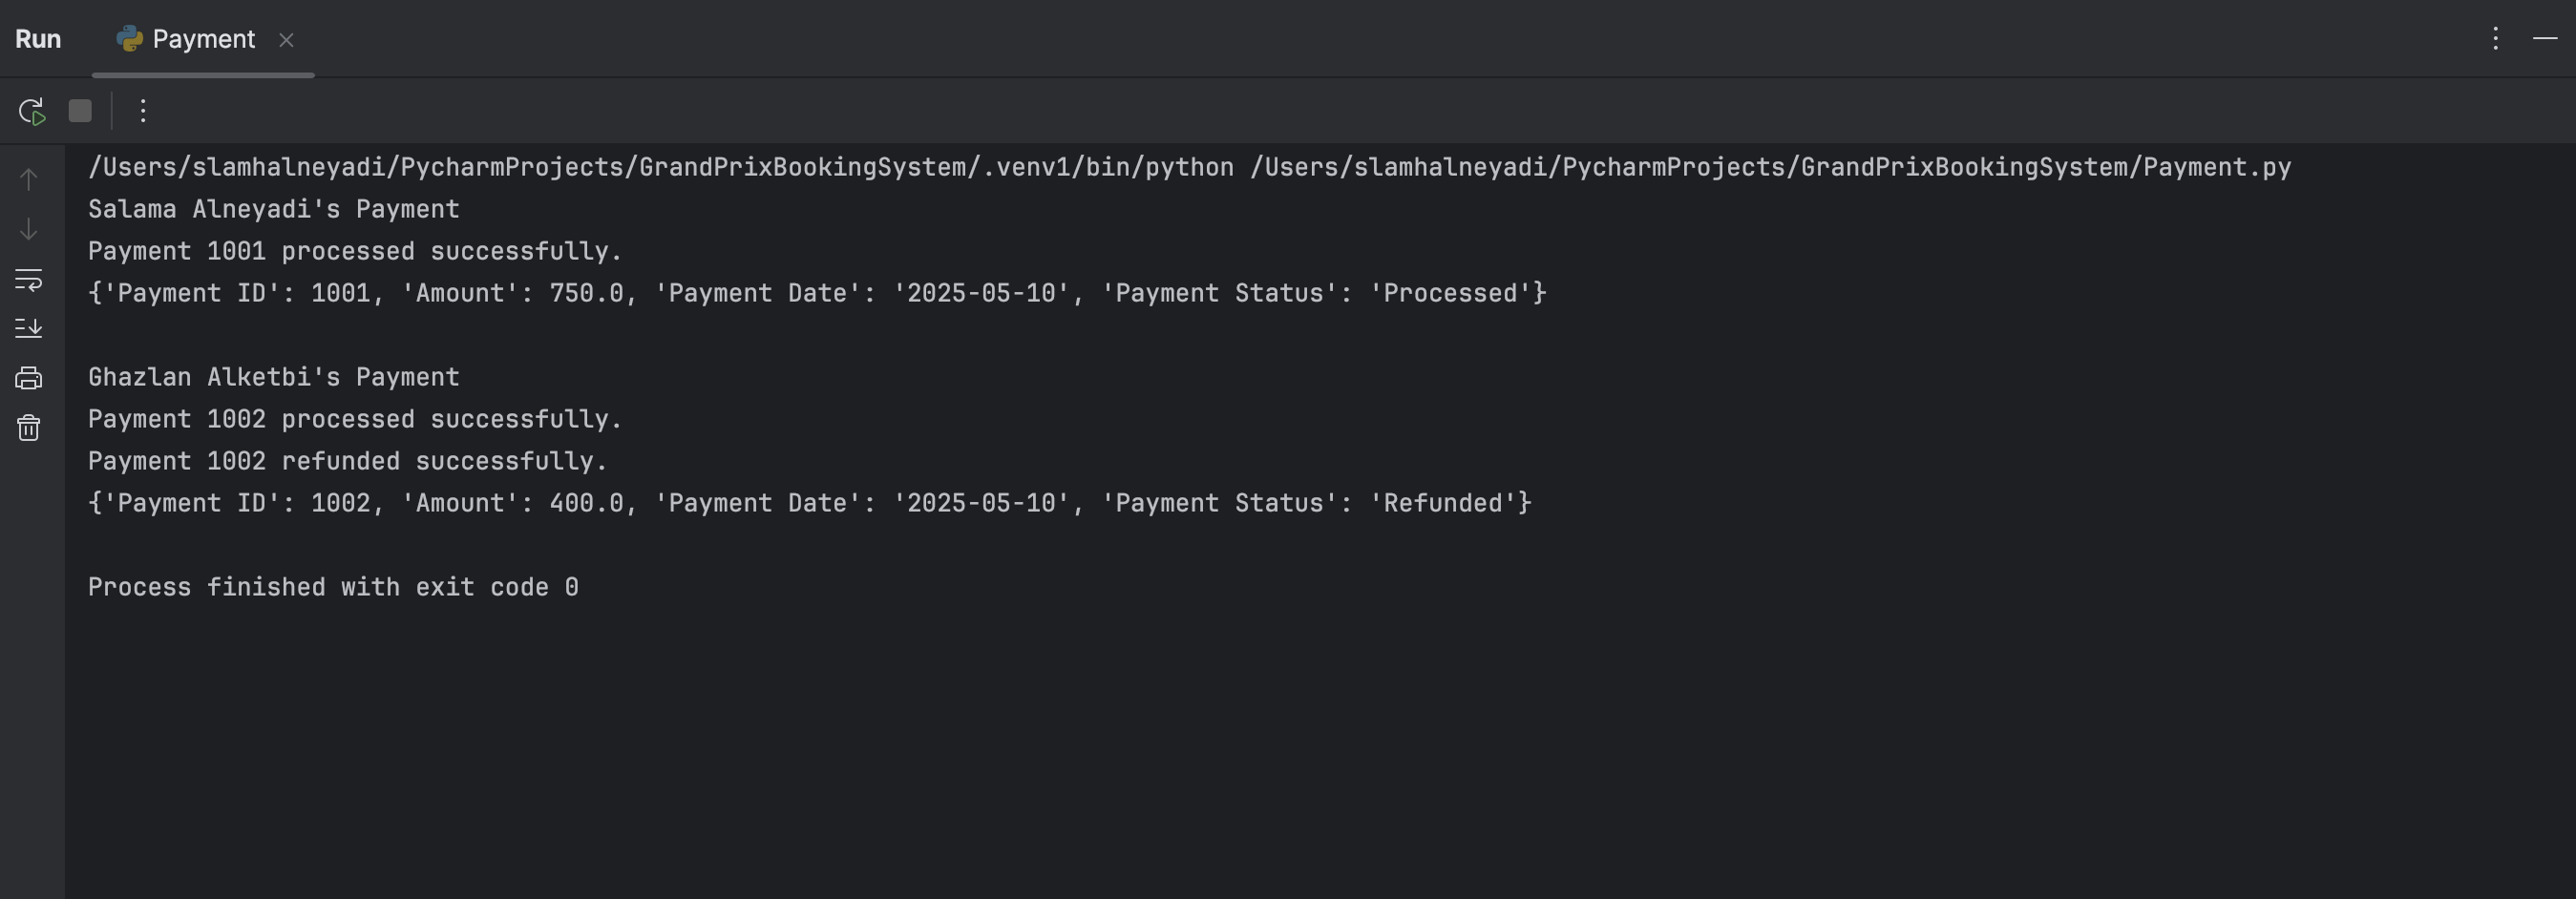 Run Payment
/Users/slamhalneyadi/PycharmProjects/GrandPrixBookingSystem/.venv1/bin/python /Users/slamhalneyadi/PycharmProjects/GrandPrixBookingSystem/Payment.py
Salama Alneyadi's Payment
Payment 1001 processed successfully.
{'Payment ID': 1001, 'Amount': 750.0, 'Payment Date': '2025-05-10', 'Payment Status': 'Processed'}
Ghazlan Alketbi's Payment
Payment 1002 processed successfully.
Payment 1002 refunded successfully.
{'Payment ID': 1002, 'Amount': 400.0, 'Payment Date': '2025-05-10', 'Payment Status': 'Refunded'}
Process finished with exit code 0